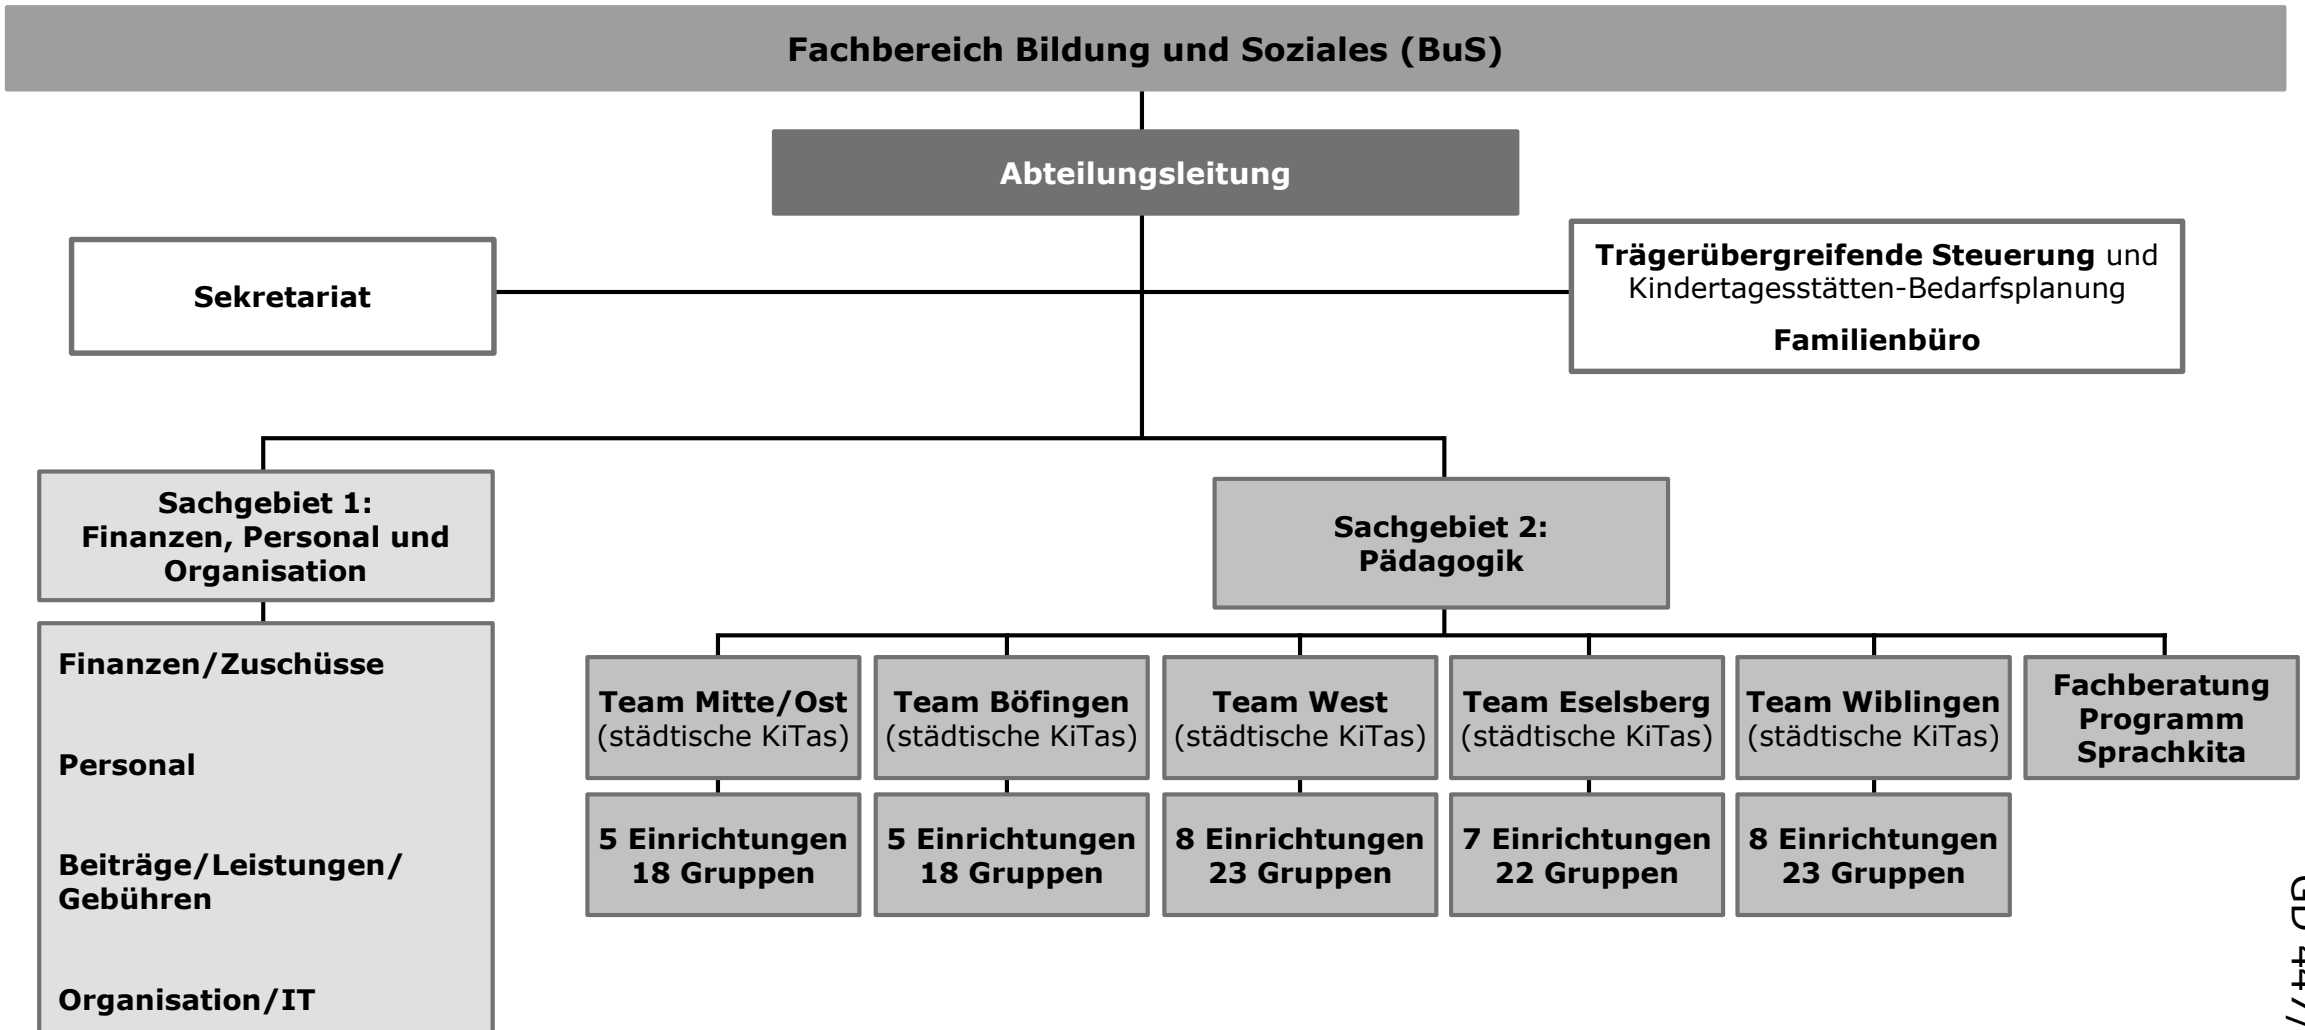 Fachbereich Bildung und Soziales (BuS)
Abteilungsleitung
Sekretariat
Trägerübergreifende Steuerung und
Kindertagesstätten-Bedarfsplanung
Familienbüro
Sachgebiet 1:
Finanzen, Personal und
Organisation
Sachgebiet 2:
Pädagogik
Finanzen/Zuschüsse
Personal
Beiträge/Leistungen/
Gebühren
Organisation/IT
Team Mitte/Ost
(städtische KiTas)
5 Einrichtungen
18 Gruppen
Team Böfingen
(städtische KiTas)
5 Einrichtungen
18 Gruppen
Team West
(städtische KiTas)
8 Einrichtungen
23 Gruppen
Team Eselsberg
(städtische KiTas)
7 Einrichtungen
22 Gruppen
Team Wiblingen
(städtische KiTas)
8 Einrichtungen
23 Gruppen
Fachberatung
Programm
Sprachkita